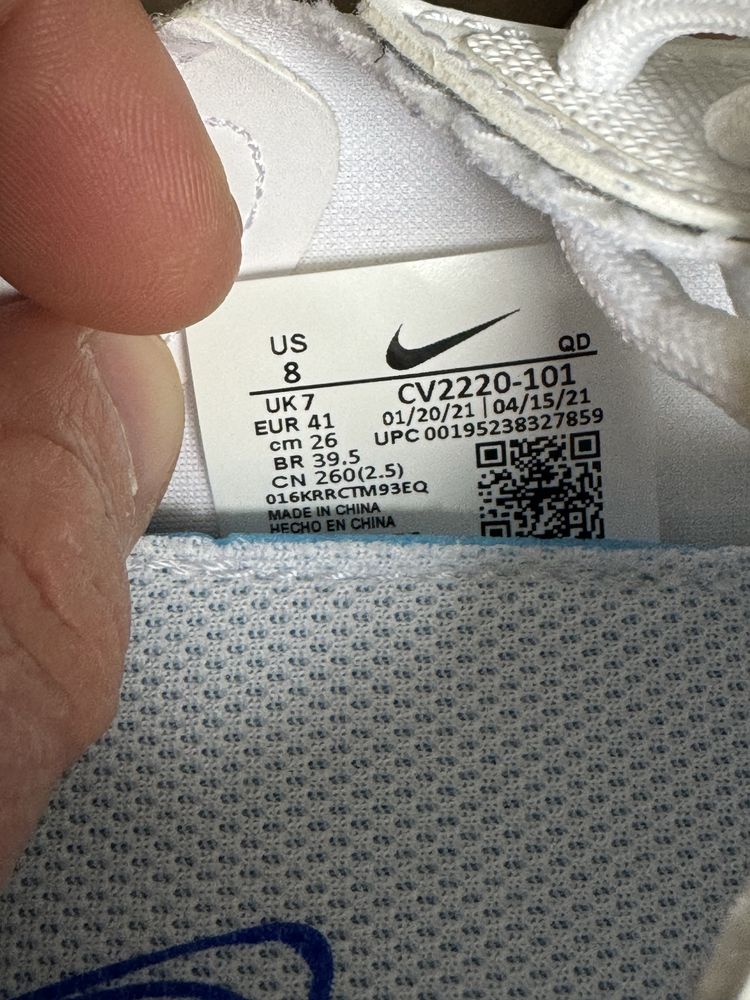 US
8
QD
UK 7
CV2220-101
EUR 41
01/20/21 | 04/15/21
cm 26
UPC 00195238327859
BR 39.5
CN 260(2.5)
016KRRCTM93EQ
MADE IN CHINA
HECHO EN CHINA